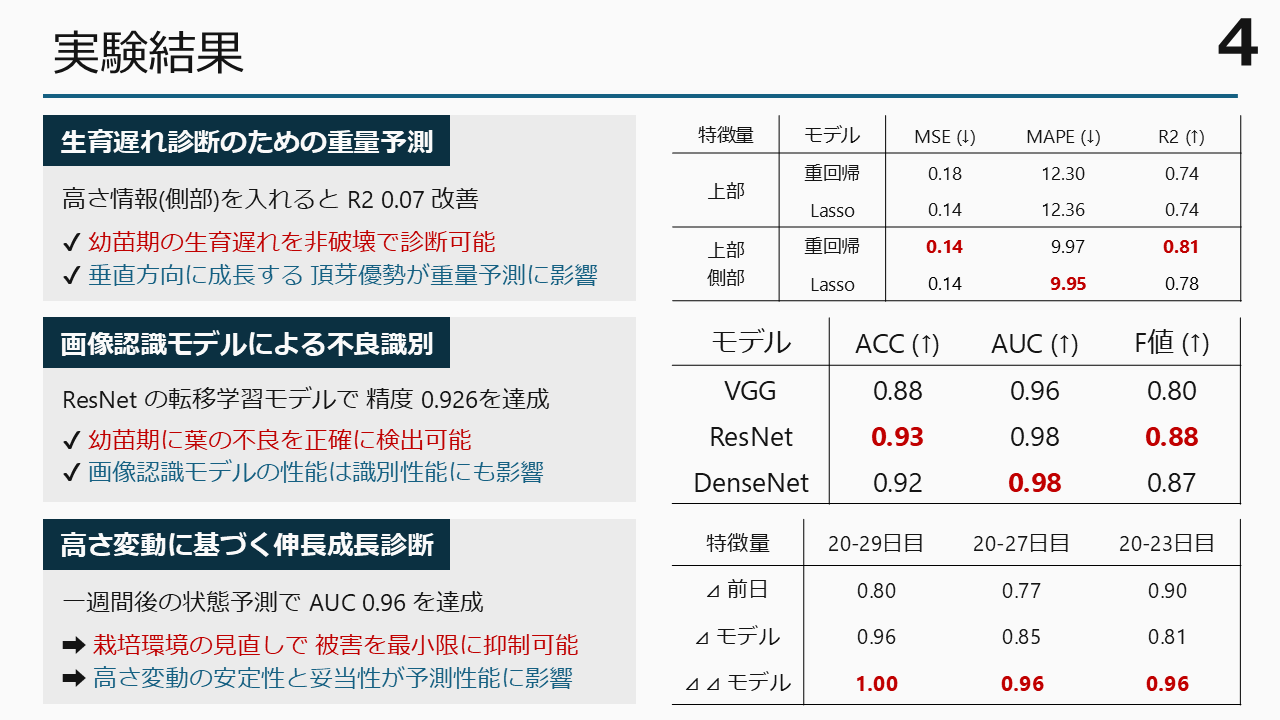 実験結果
4
生育遅れ診断のための重量予測
高さ情報(側部)を入れると R2 0.07 改善
✓ 幼苗期の生育遅れを非破壊で診断可能
✓ 垂直方向に成長する 頂芽優勢が重量予測に影響
特徴量 モデル MSE (↓) MAPE (↓) R2 (↑)
上部 重回帰 0.18 12.30 0.74
Lasso 0.14 12.36 0.74
上部 側部 重回帰 0.14 9.97 0.81
Lasso 0.14 9.95 0.78
画像認識モデルによる不良識別
ResNet の転移学習モデルで 精度 0.926を達成
✓ 幼苗期に葉の不良を正確に検出可能
✓ 画像認識モデルの性能は識別性能にも影響
モデル ACC (↑) AUC (↑) F値 (↑)
VGG 0.88 0.96 0.80
ResNet 0.93 0.98 0.88
DenseNet 0.92 0.98 0.87
高さ変動に基づく伸長成長診断
一週間後の状態予測で AUC 0.96 を達成
➡ 栽培環境の見直しで 被害を最小限に抑制可能
➡ 高さ変動の安定性と妥当性が予測性能に影響
特徴量 20-29日目 20-27日目 20-23日目
⊿ 前日 0.80 0.77 0.90
⊿ モデル 0.96 0.85 0.81
⊿ ⊿ モデル 1.00 0.96 0.96